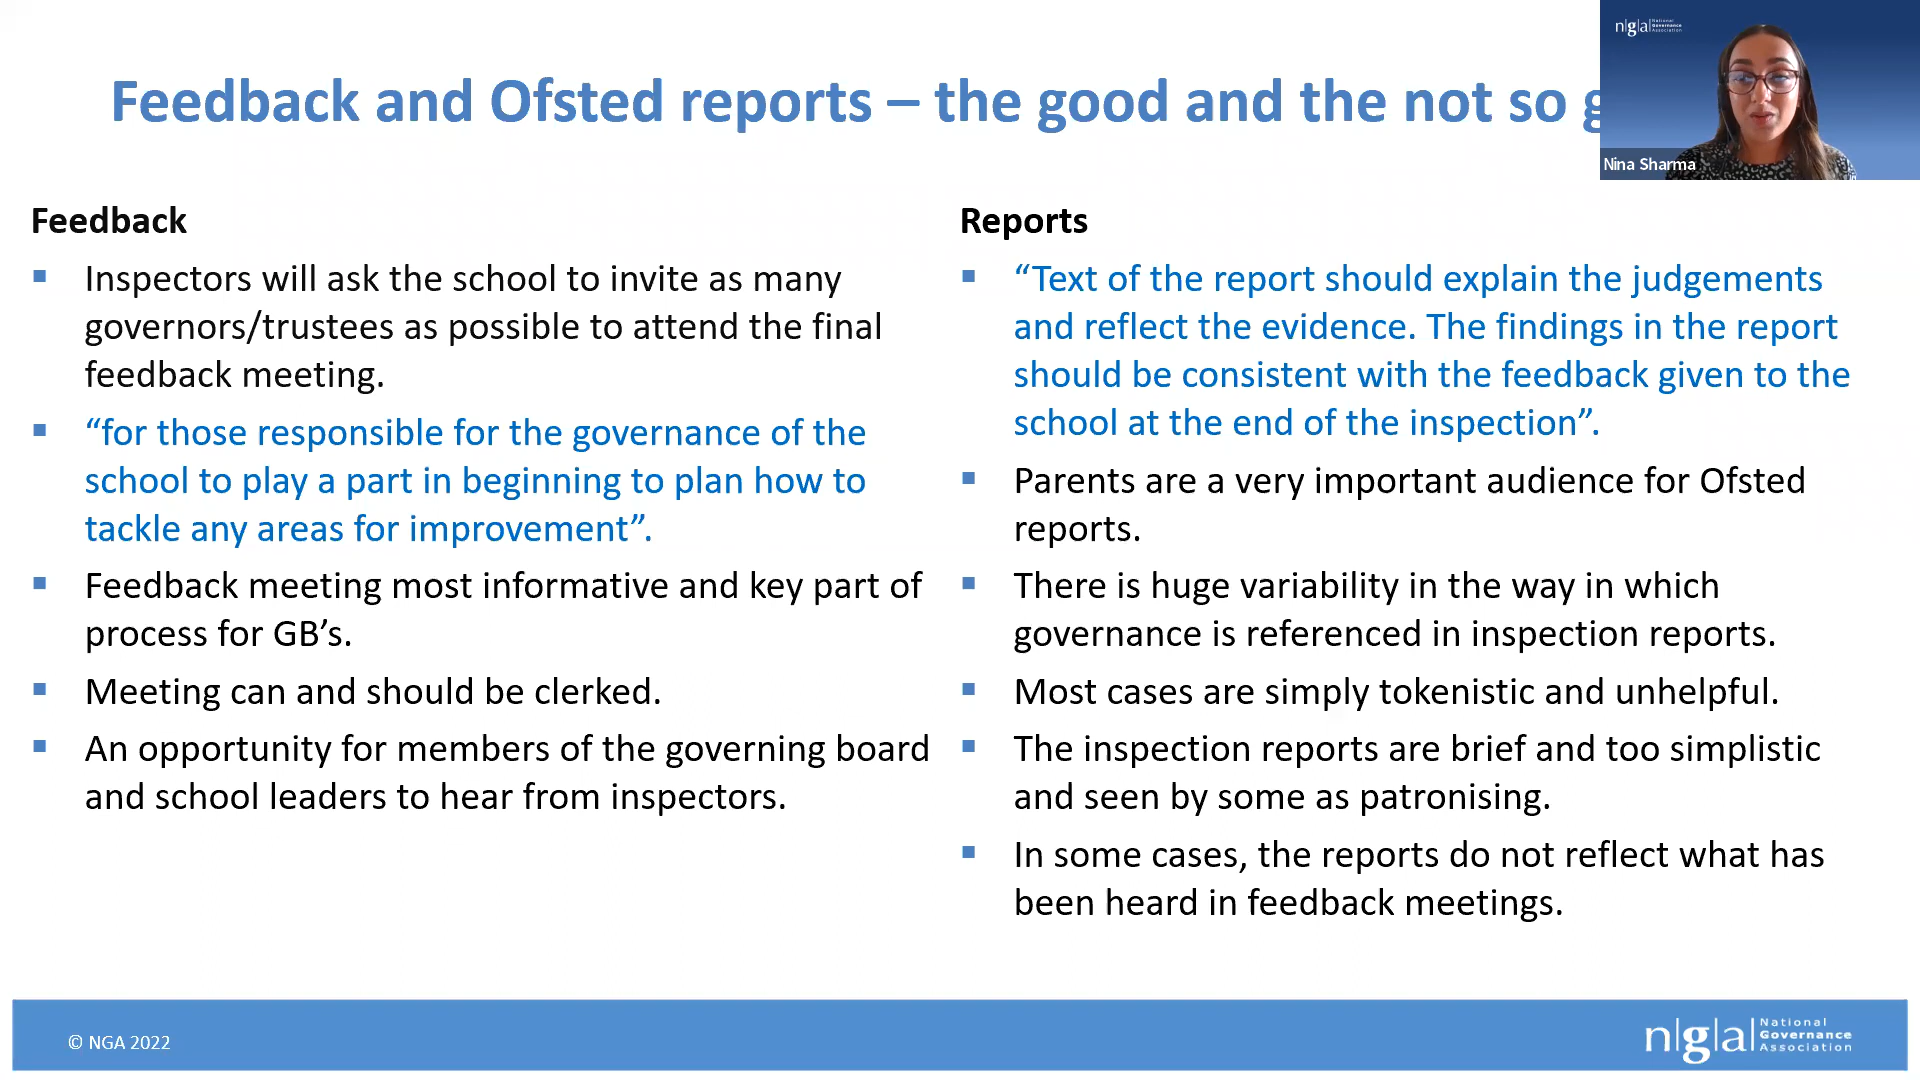 Feedback and Ofsted reports – the good and the not so
n|g|a| National Governance Association
Nina Sharma
Feedback
Inspectors will ask the school to invite as many
governors/trustees as possible to attend the final
feedback meeting.
“for those responsible for the governance of the
school to play a part in beginning to plan how to
tackle any areas for improvement”.
Feedback meeting most informative and key part of
process for GB’s.
Meeting can and should be clerked.
An opportunity for members of the governing board
and school leaders to hear from inspectors.
Reports
“Text of the report should explain the judgements
and reflect the evidence. The findings in the report
should be consistent with the feedback given to the
school at the end of the inspection”.
Parents are a very important audience for Ofsted
reports.
There is huge variability in the way in which
governance is referenced in inspection reports.
Most cases are simply tokenistic and unhelpful.
The inspection reports are brief and too simplistic
and seen by some as patronising.
In some cases, the reports do not reflect what has
been heard in feedback meetings.
© NGA 2022
n|g|a|
National
Governance
Association